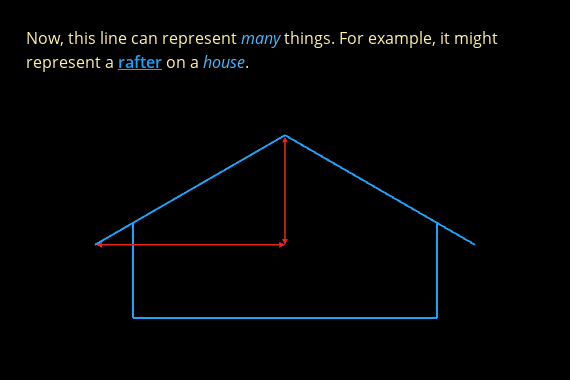 Now, this line can represent many things. For example, it might
represent a rafter on a house.